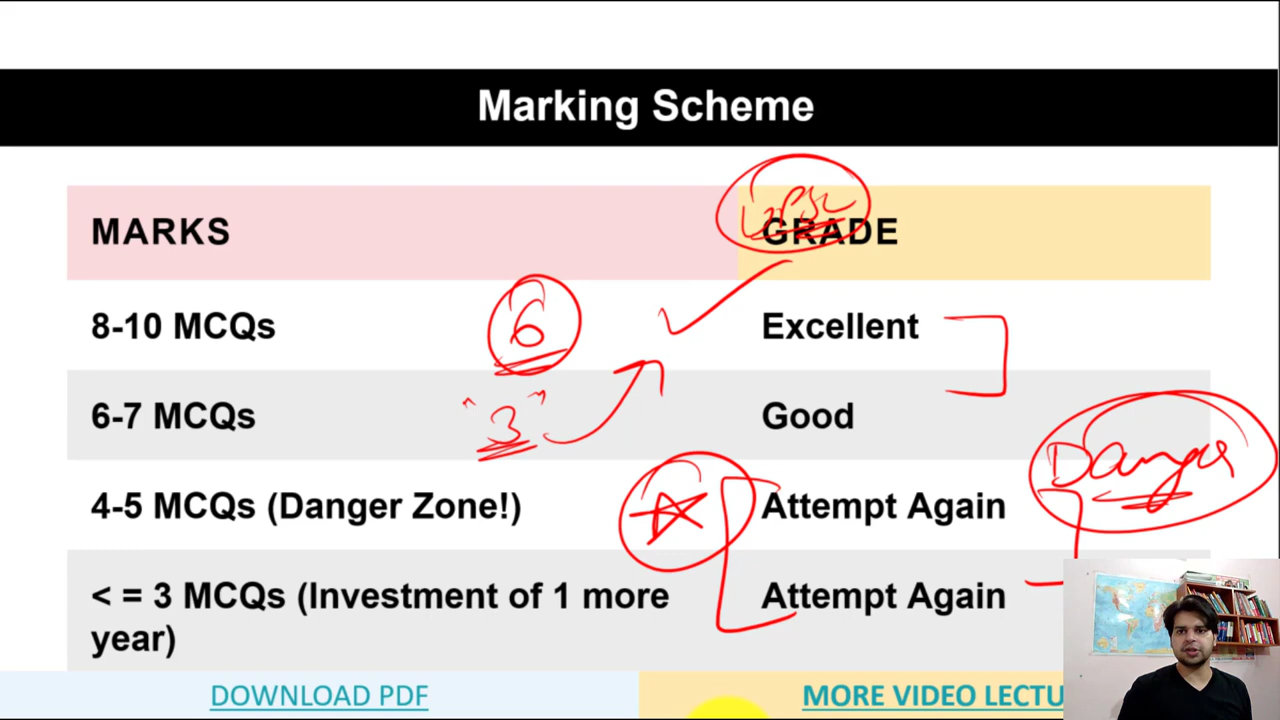 Marking Scheme
MARKS
GRADE
UPSC
8-10 MCQs
6
Excellent
6-7 MCQs
"3"
Good
Danger
4-5 MCQs (Danger Zone!)
Attempt Again
< = 3 MCQs (Investment of 1 more
year)
Attempt Again
DOWNLOAD PDF
MORE VIDEO LECTU